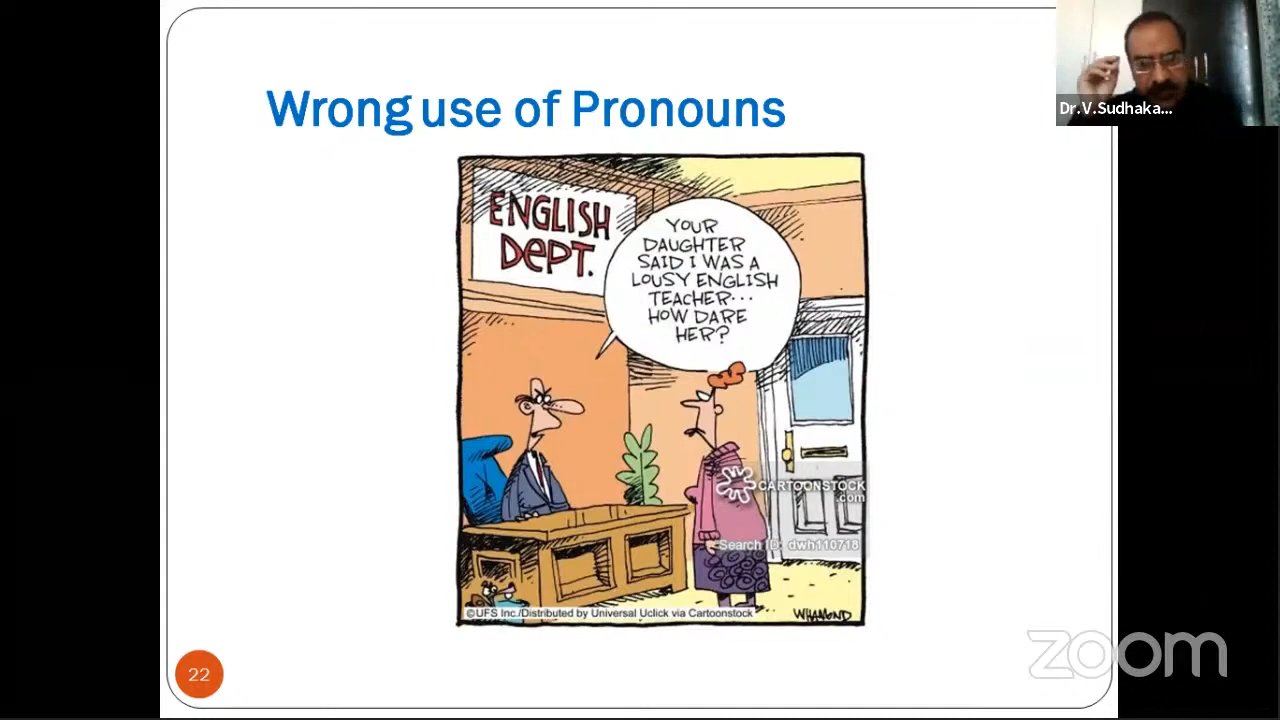 Wrong use of Pronouns
Dr.V.Sudhaka...
ENGLISH
DEPT.
YOUR
DAUGHTER
SAID I WAS A
LOUSY ENGLISH
TEACHER...
HOW DARE
HER?
CARTOONSTOCK
.com
Search ID: dwh110718
©UFS Inc./Distributed by Universal Uclick via Cartoonstock
WHAMOND
22
zoom